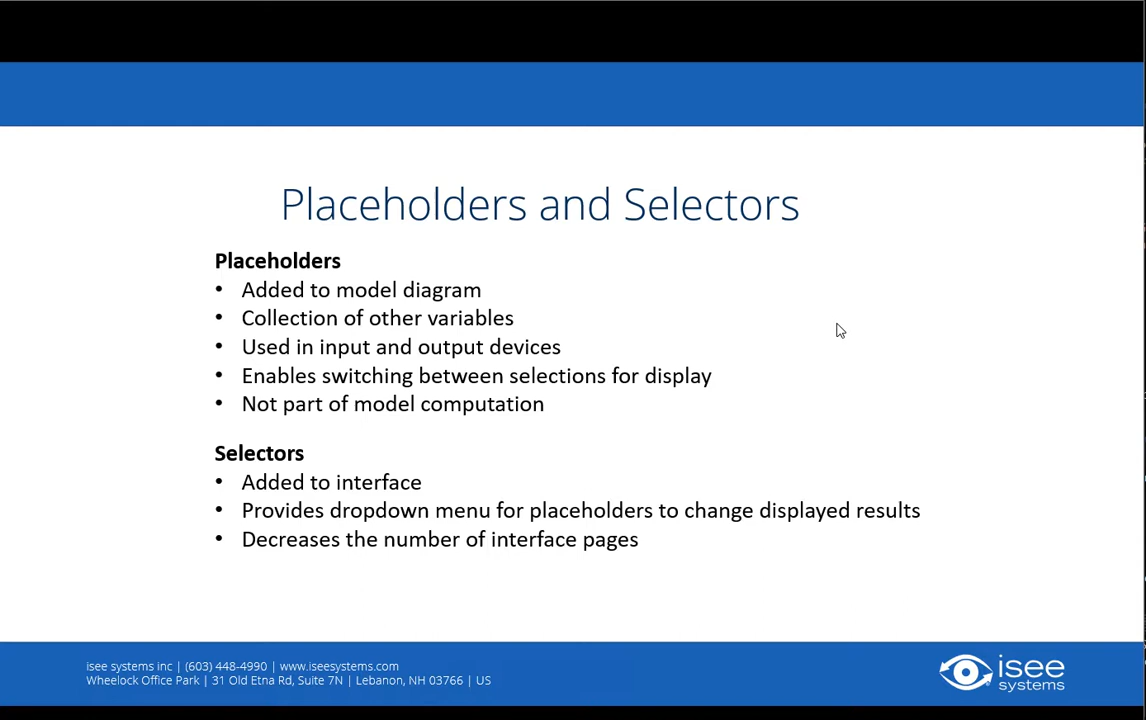 Placeholders and Selectors
Placeholders
• Added to model diagram
• Collection of other variables
• Used in input and output devices
• Enables switching between selections for display
• Not part of model computation
Selectors
• Added to interface
• Provides dropdown menu for placeholders to change displayed results
• Decreases the number of interface pages
isee systems inc | (603) 448-4990 | www.iseesystems.com
Wheelock Office Park | 31 Old Etna Rd, Suite 7N | Lebanon, NH 03766 | US
isee
systems